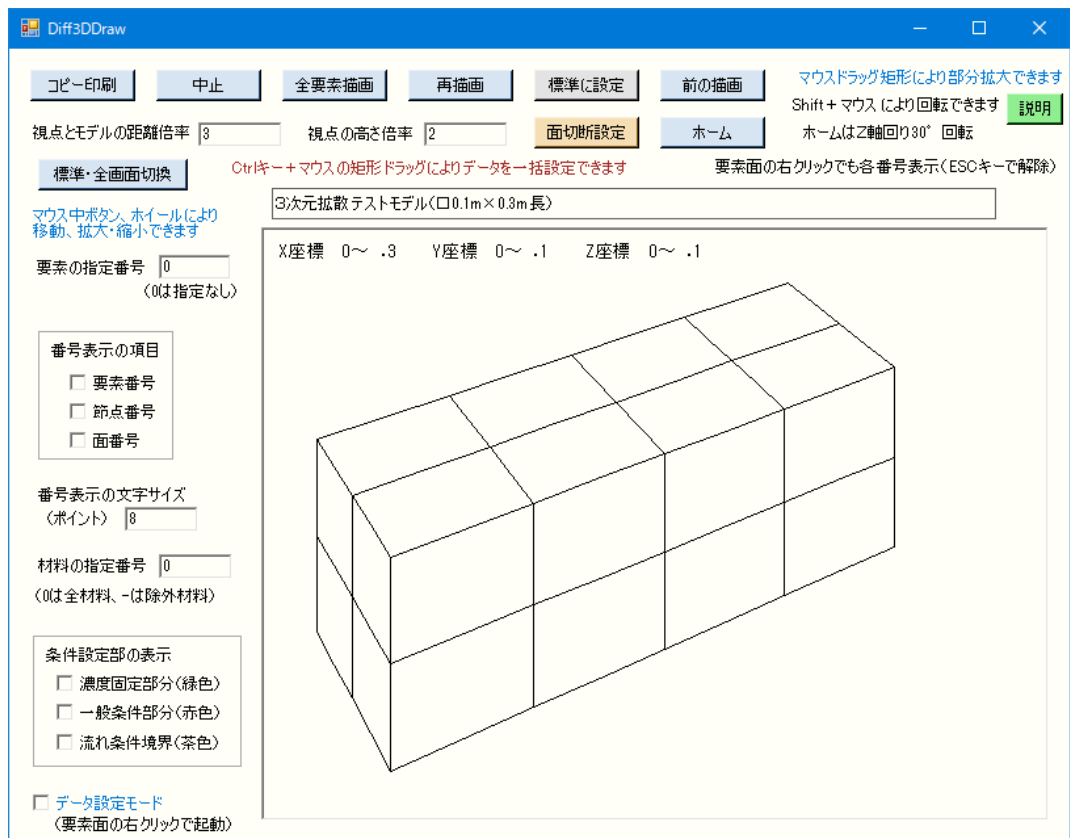 Diff3DDraw
コピー印刷 中止 全要素描画 再描画 標準に設定 前の描画 マウスドラッグ矩形により部分拡大できます
Shift+マウスにより回転できます 説明
視点とモデルの距離倍率 3 視点の高さ倍率 2 面切断設定 ホーム ホームはZ軸回り30°回転
標準・全画面切換 Ctrlキー+マウスの矩形ドラッグによりデータを一括設定できます 要素面の右クリックでも各番号表示(ESCキーで解除)
3次元拡散テストモデル(口0.1m×0.3m長)
マウス中ボタン、ホイールにより
移動、拡大・縮小できます
X座標 0~ .3 Y座標 0~ .1 Z座標 0~ .1
要素の指定番号 0
(0は指定なし)
番号表示の項目
要素番号
節点番号
面番号
番号表示の文字サイズ
(ポイント) 8
材料の指定番号 0
(0は全材料、-は除外材料)
条件設定部の表示
濃度固定部分(緑色)
一般条件部分(赤色)
流れ条件境界(茶色)
データ設定モード
(要素面の右クリックで起動)